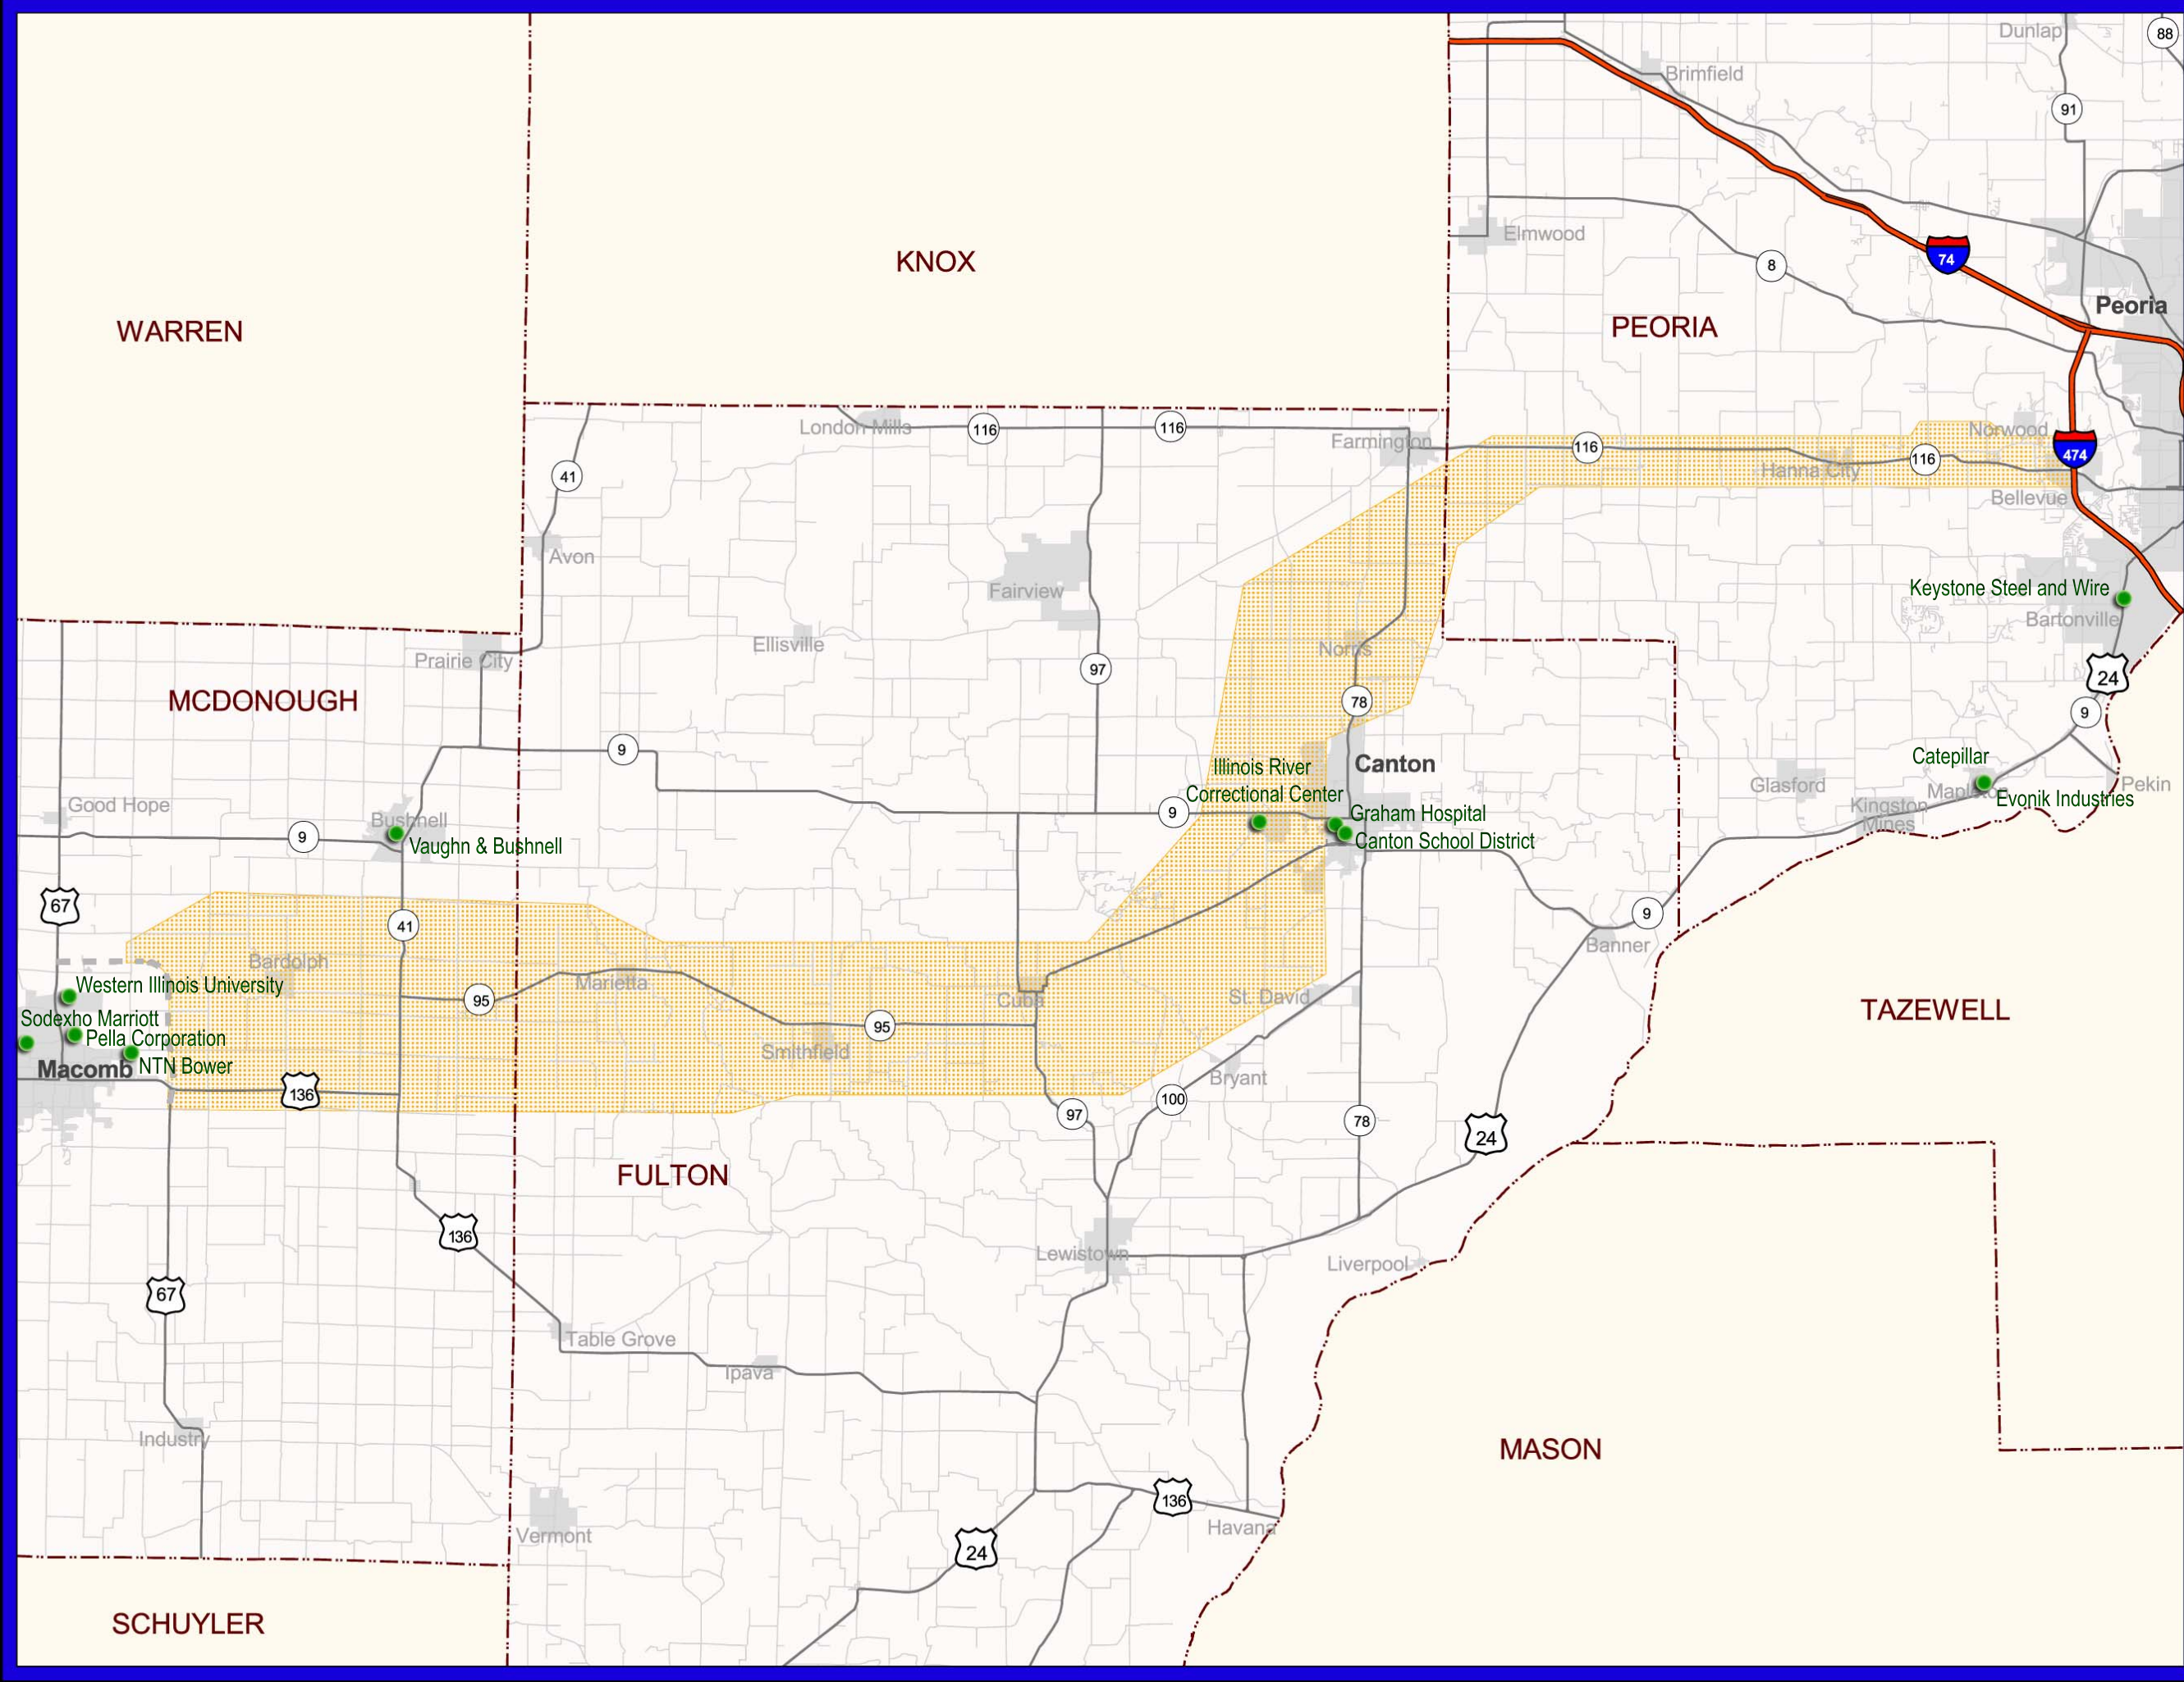 Dunlap
88
Brimfield
91
Elmwood
KNOX
74
8
Peoria
WARREN
PEORIA
London Mills
116
116
Farmington
116
Norwood
116
474
Hanna City
41
Bellevue
Avon
Fairview
Keystone Steel and Wire
Bartonville
Ellisville
Norris
Prairie City
97
24
MCDONOUGH
78
9
9
Canton
Catepillar
Illinois River
Correctional Center
Glasford
Mapleton
Pekin
Evonik Industries
Good Hope
Kingston
Mines
Bushnell
9
Graham Hospital
9
Vaughn & Bushnell
Canton School District
67
41
9
Banner
Bardolph
Marietta
Western Illinois University
95
Cuba
St. David
TAZEWELL
Sodexho Marriott
95
Pella Corporation
Smithfield
Macomb
NTN Bower
Bryant
136
97
100
78
24
FULTON
136
Lewistown
Liverpool
67
Table Grove
Ipava
Industry
MASON
136
Vermont
Havana
24
SCHUYLER